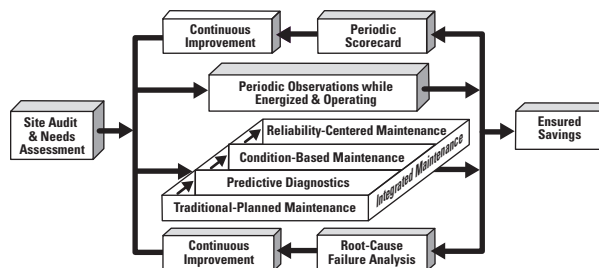 Continuous
Improvement
Periodic
Scorecard
Periodic Observations while
Energized & Operating
Site Audit
& Needs
Assessment
Reliability-Centered Maintenance
Condition-Based Maintenance
Predictive Diagnostics
Traditional-Planned Maintenance
Integrated Maintenance
Ensured
Savings
Continuous
Improvement
Root-Cause
Failure Analysis